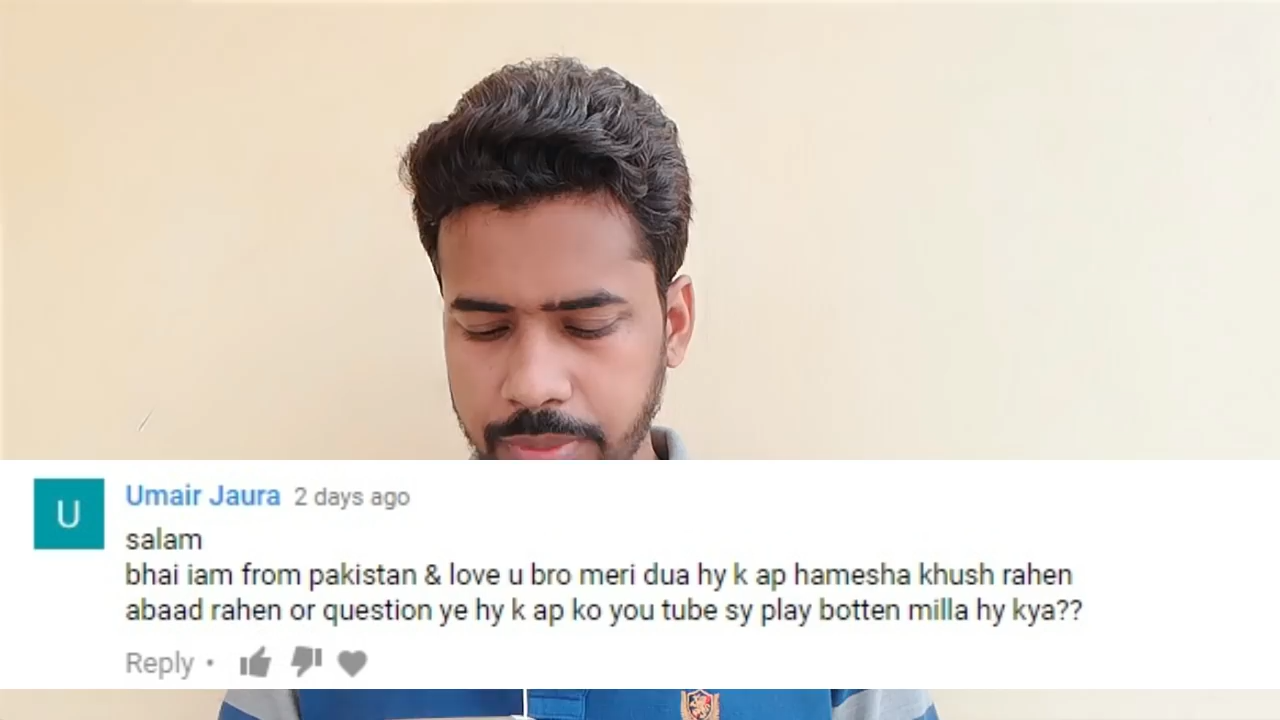 U
Umair Jaura 2 days ago
salam
bhai iam from pakistan & love u bro meri dua hy k ap hamesha khush rahen
abaad rahen or question ye hy k ap ko you tube sy play botten milla hy kya??
Reply •